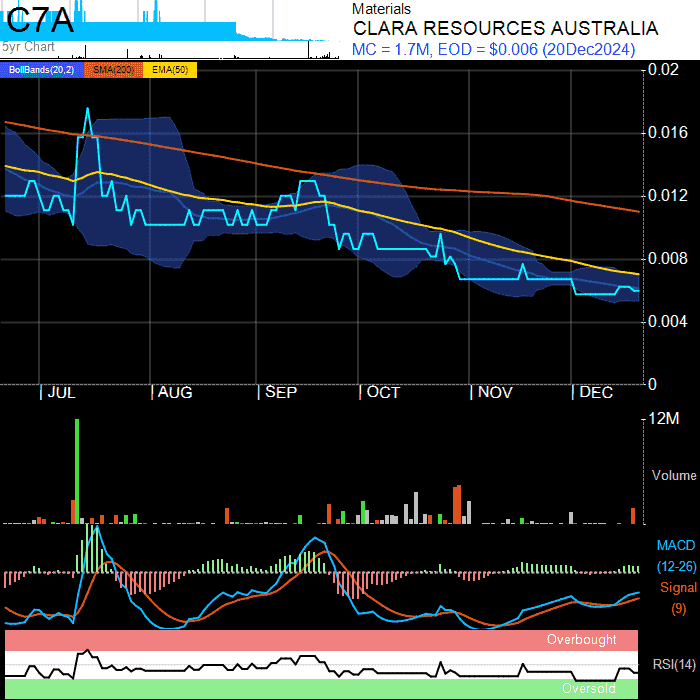 C7A
5yr Chart
Materials
CLARA RESOURCES AUSTRALIA
MC = 1.7M, EOD = $0.006 (20Dec2024)
BollBands(20,2) SMA(200) EMA(50)
0.02
0.016
0.012
0.008
0.004
0
JUL AUG SEP OCT NOV DEC
12M
Volume
MACD
(12-26)
Signal
(9)
Overbought
RSI(14)
Oversold